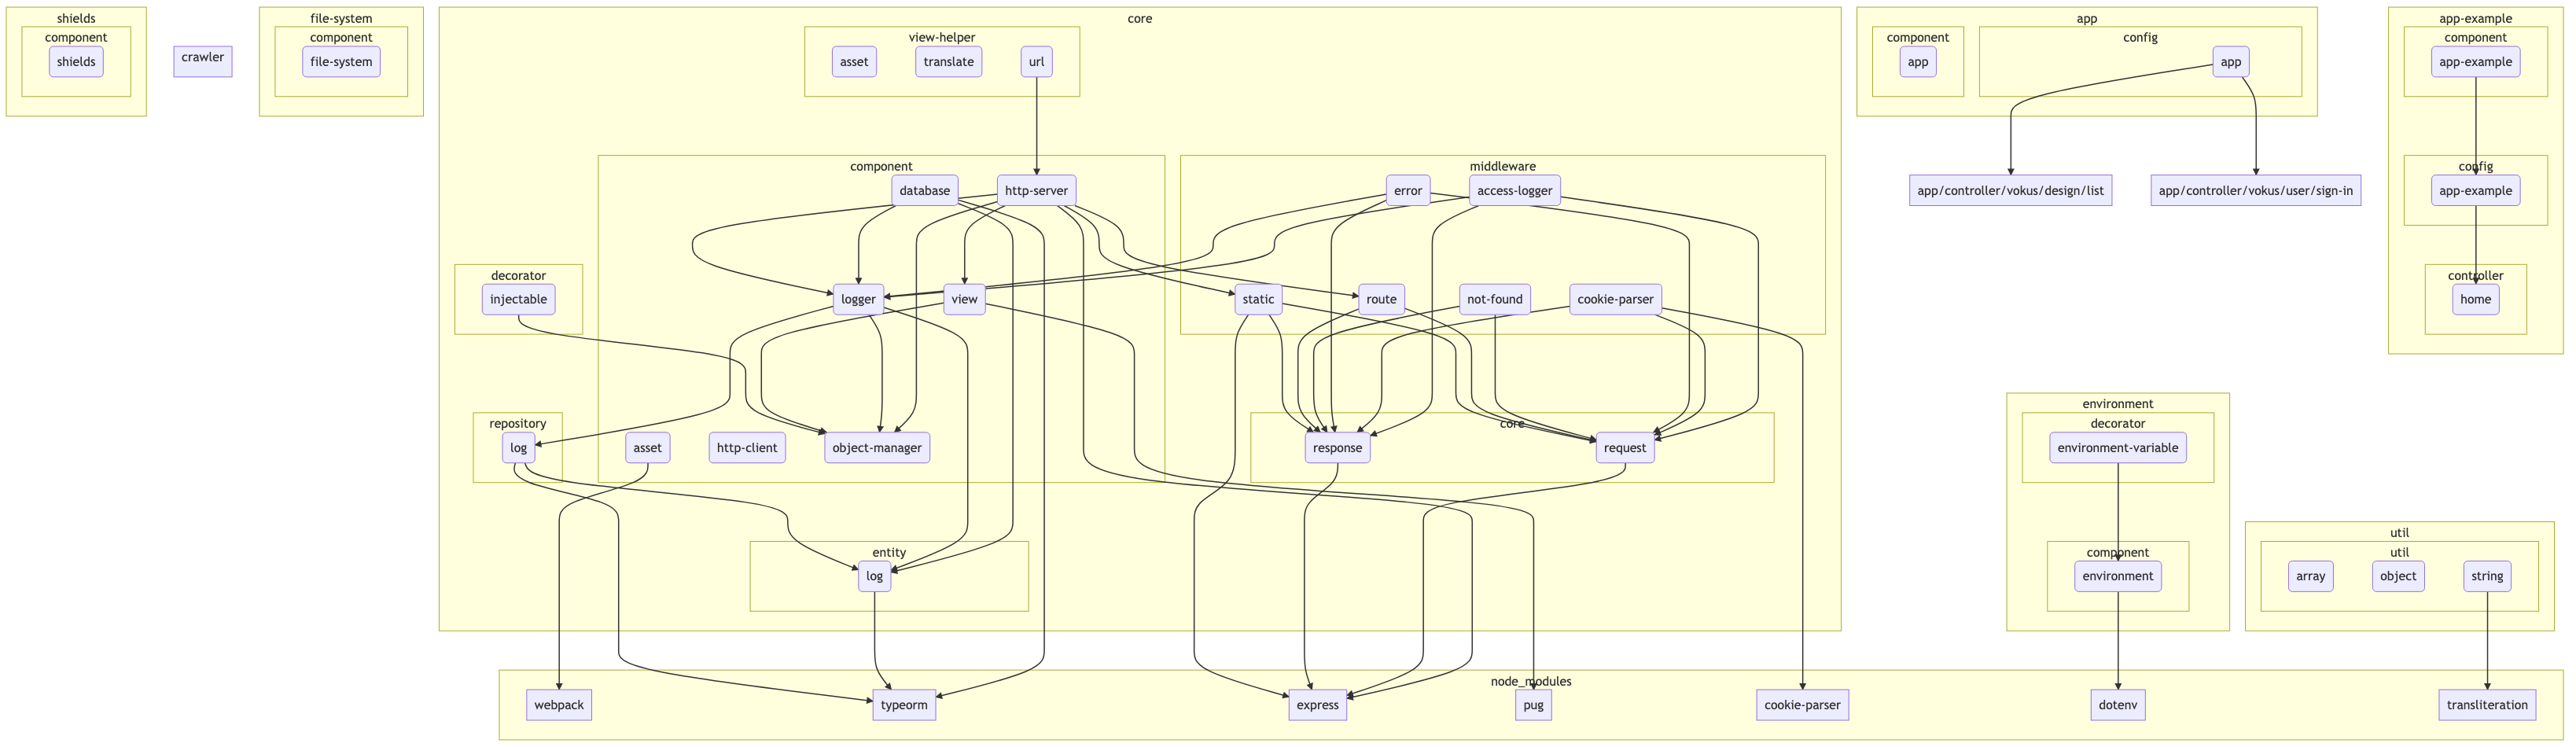 shields
component
shields
crawler
file-system
component
file-system
core
view-helper
asset
translate
url
component
database
http-server
middleware
error
access-logger
decorator
injectable
logger
view
static
route
not-found
cookie-parser
repository
log
asset
http-client
object-manager
core
response
request
entity
log
app
component
app
config
app
app/controller/vokus/design/list
app/controller/vokus/user/sign-in
app-example
component
app-example
config
app-example
controller
home
environment
decorator
environment-variable
component
environment
util
util
array
object
string
node_modules
webpack
typeorm
express
pug
cookie-parser
dotenv
transliteration